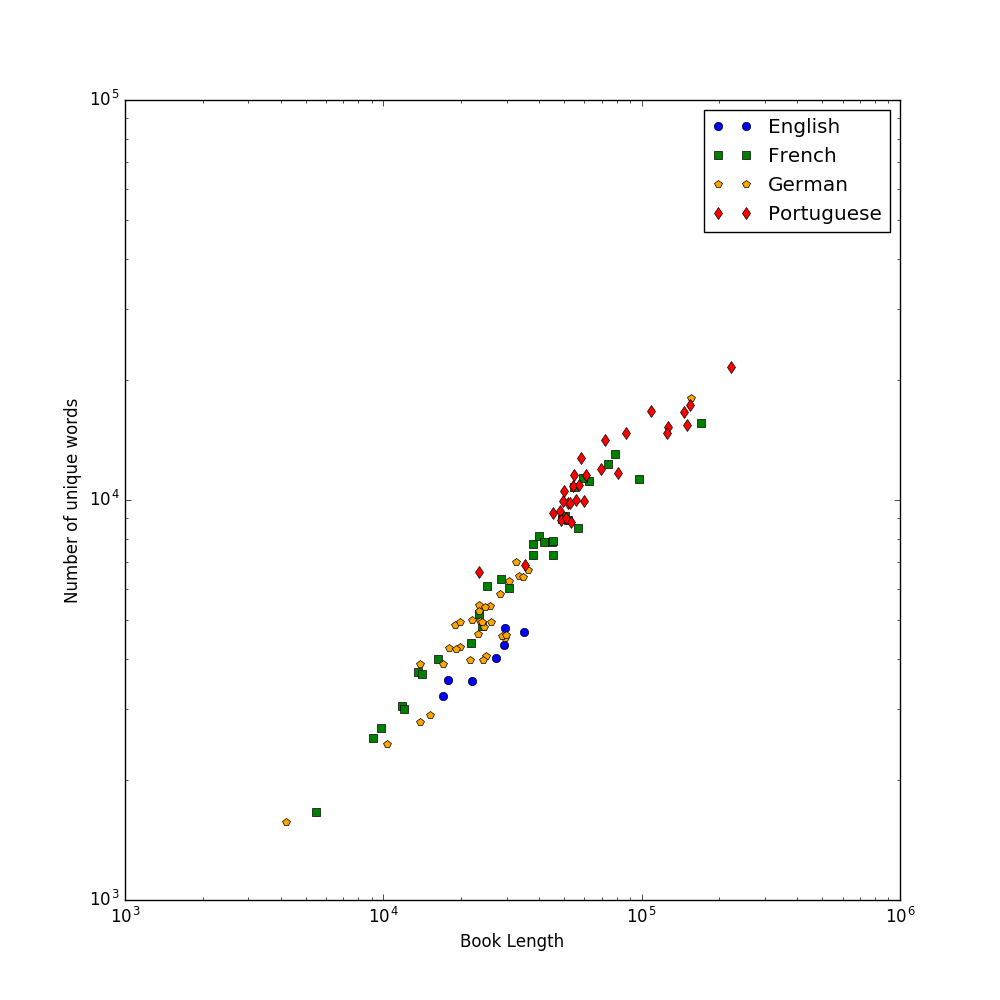 10^5
English
French
German
Portuguese
Number of unique words
10^4
10^3
10^3 10^4 10^5 10^6
Book Length